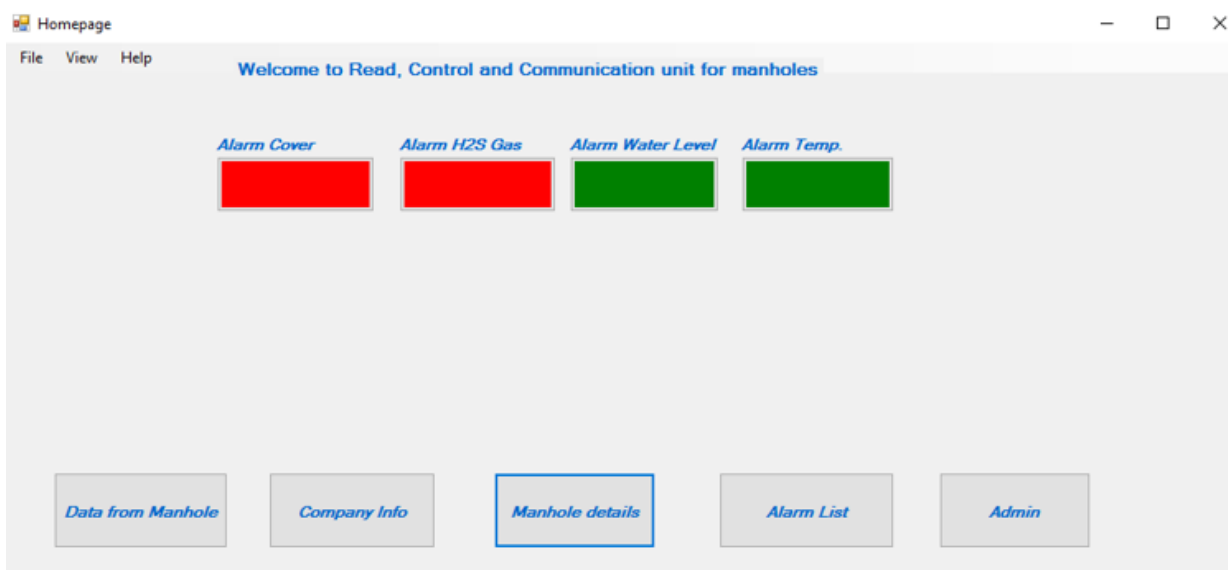 Homepage
File View Help
Welcome to Read, Control and Communication unit for manholes
Alarm Cover Alarm H2S Gas Alarm Water Level Alarm Temp.
Data from Manhole Company Info Manhole details Alarm List Admin